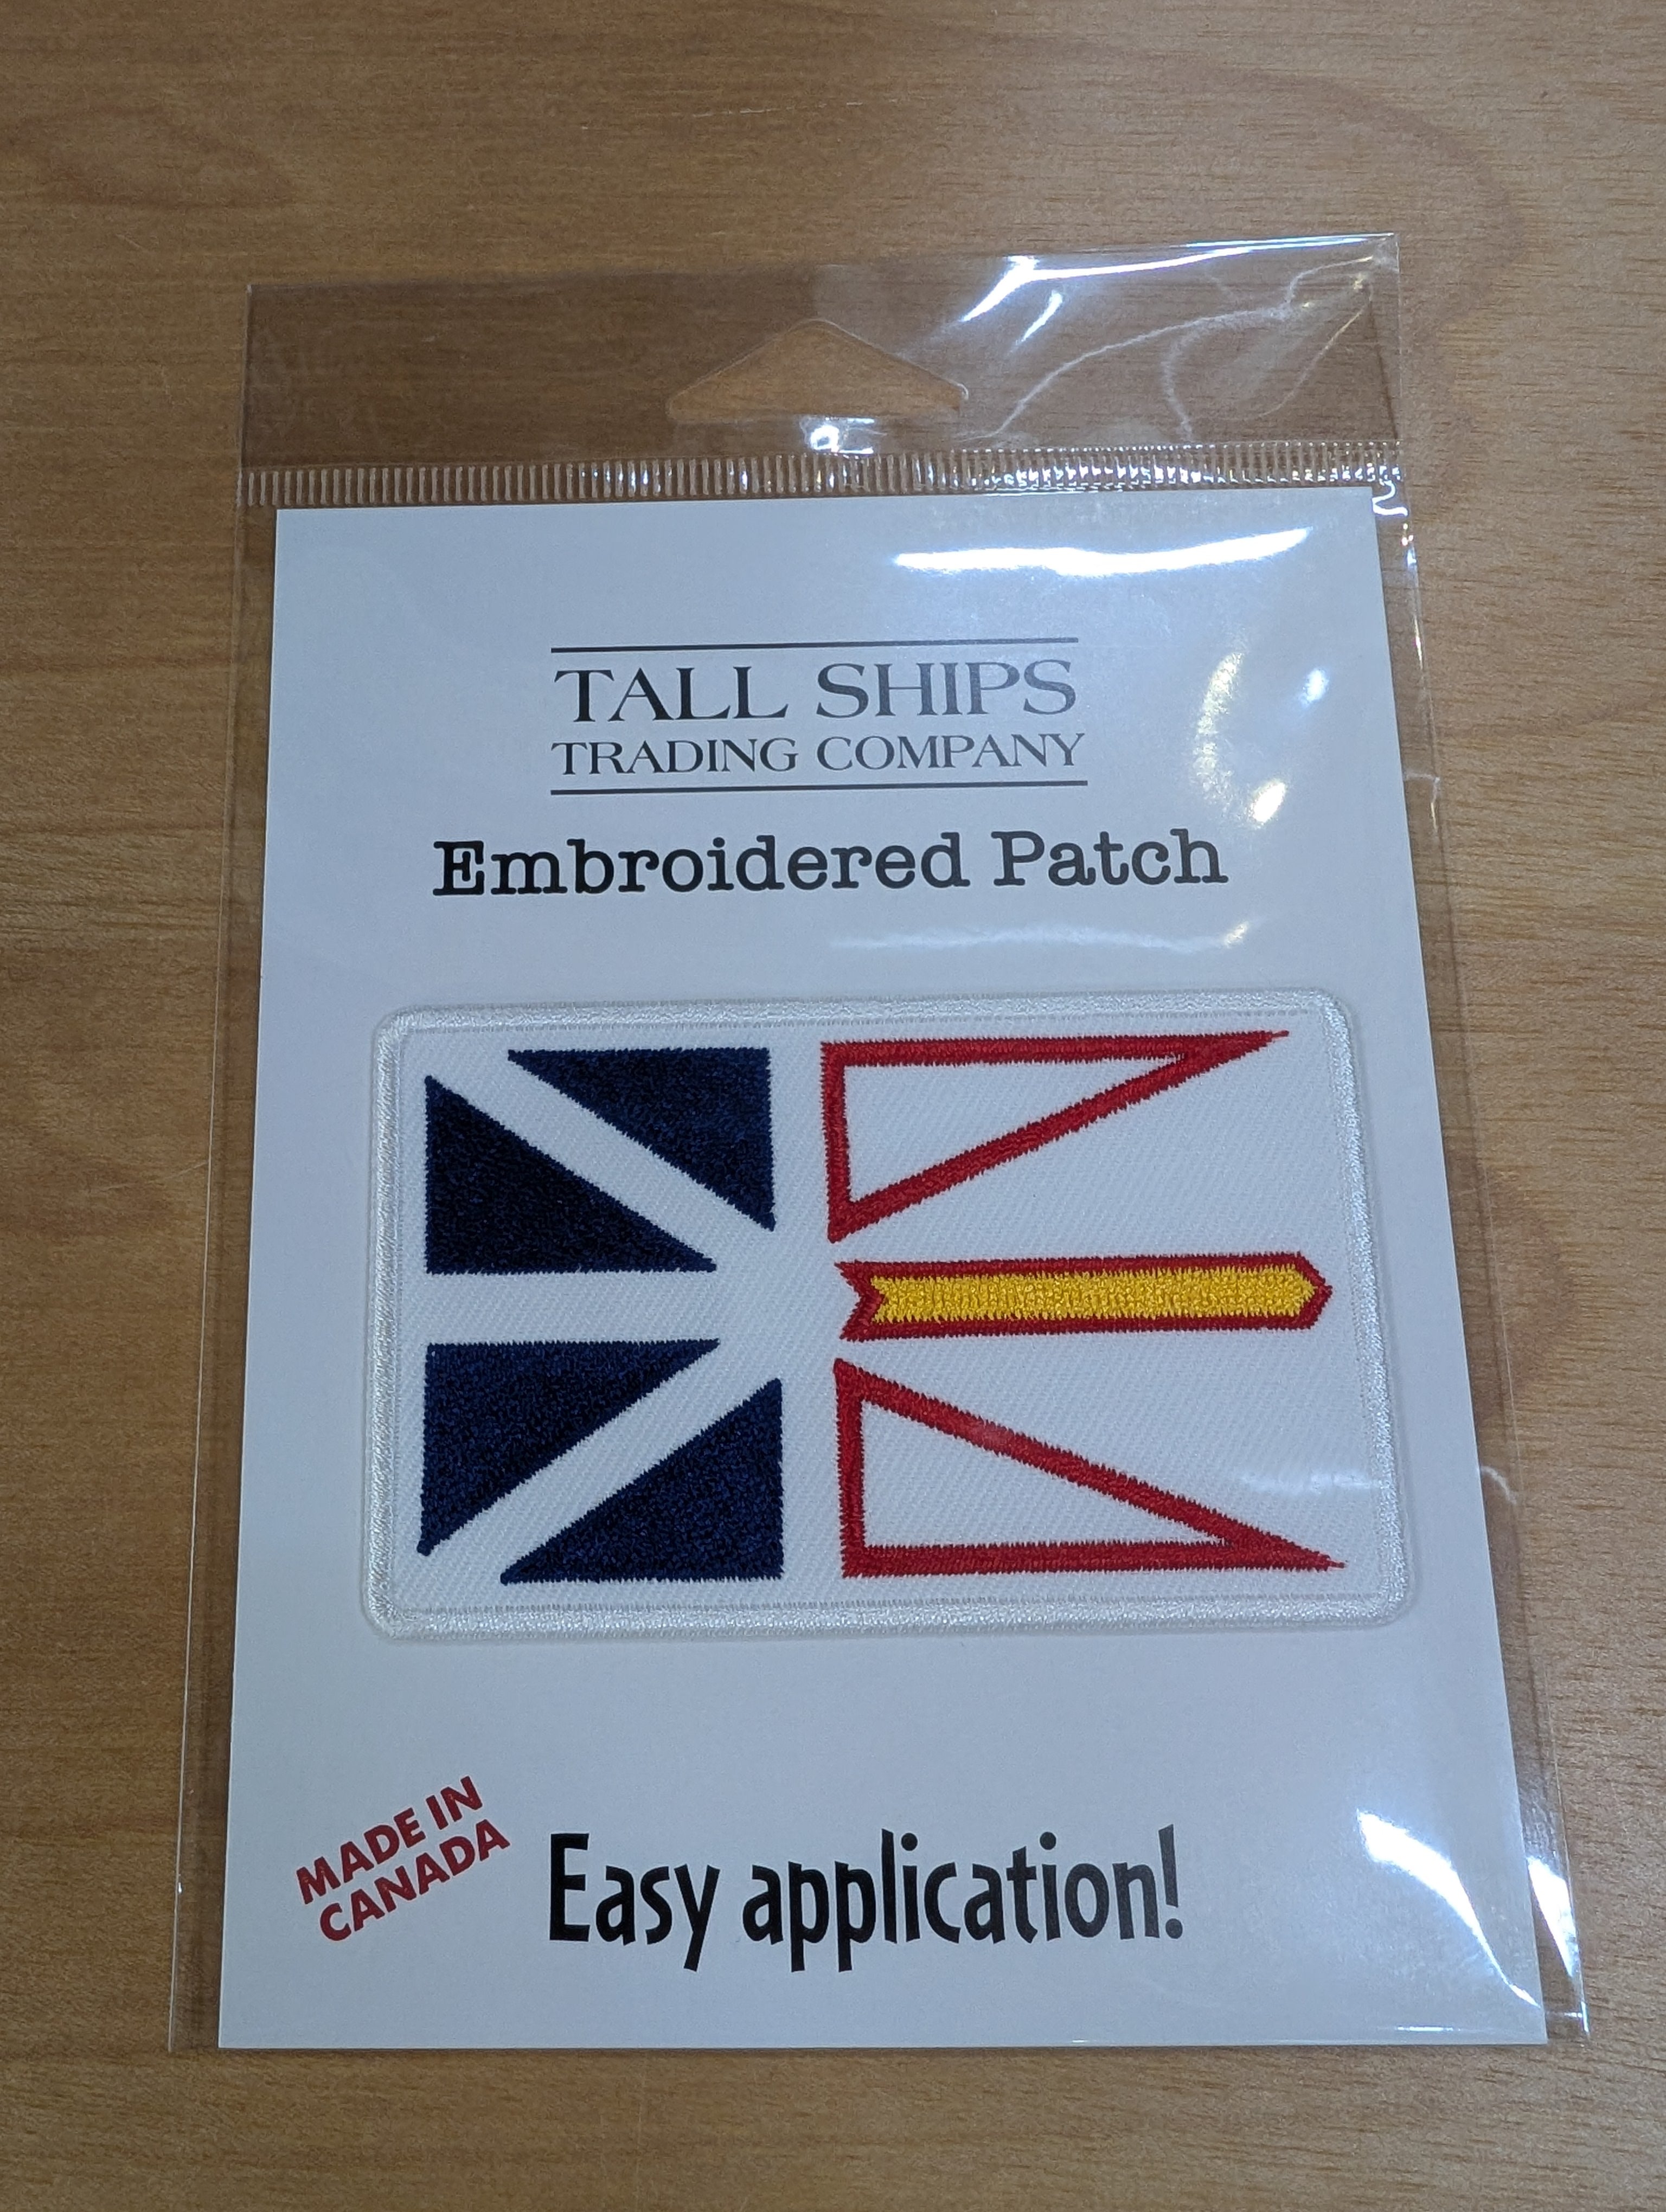 TALL SHIPS
TRADING COMPANY
Embroidered Patch
MADE IN
CANADA
Easy application!